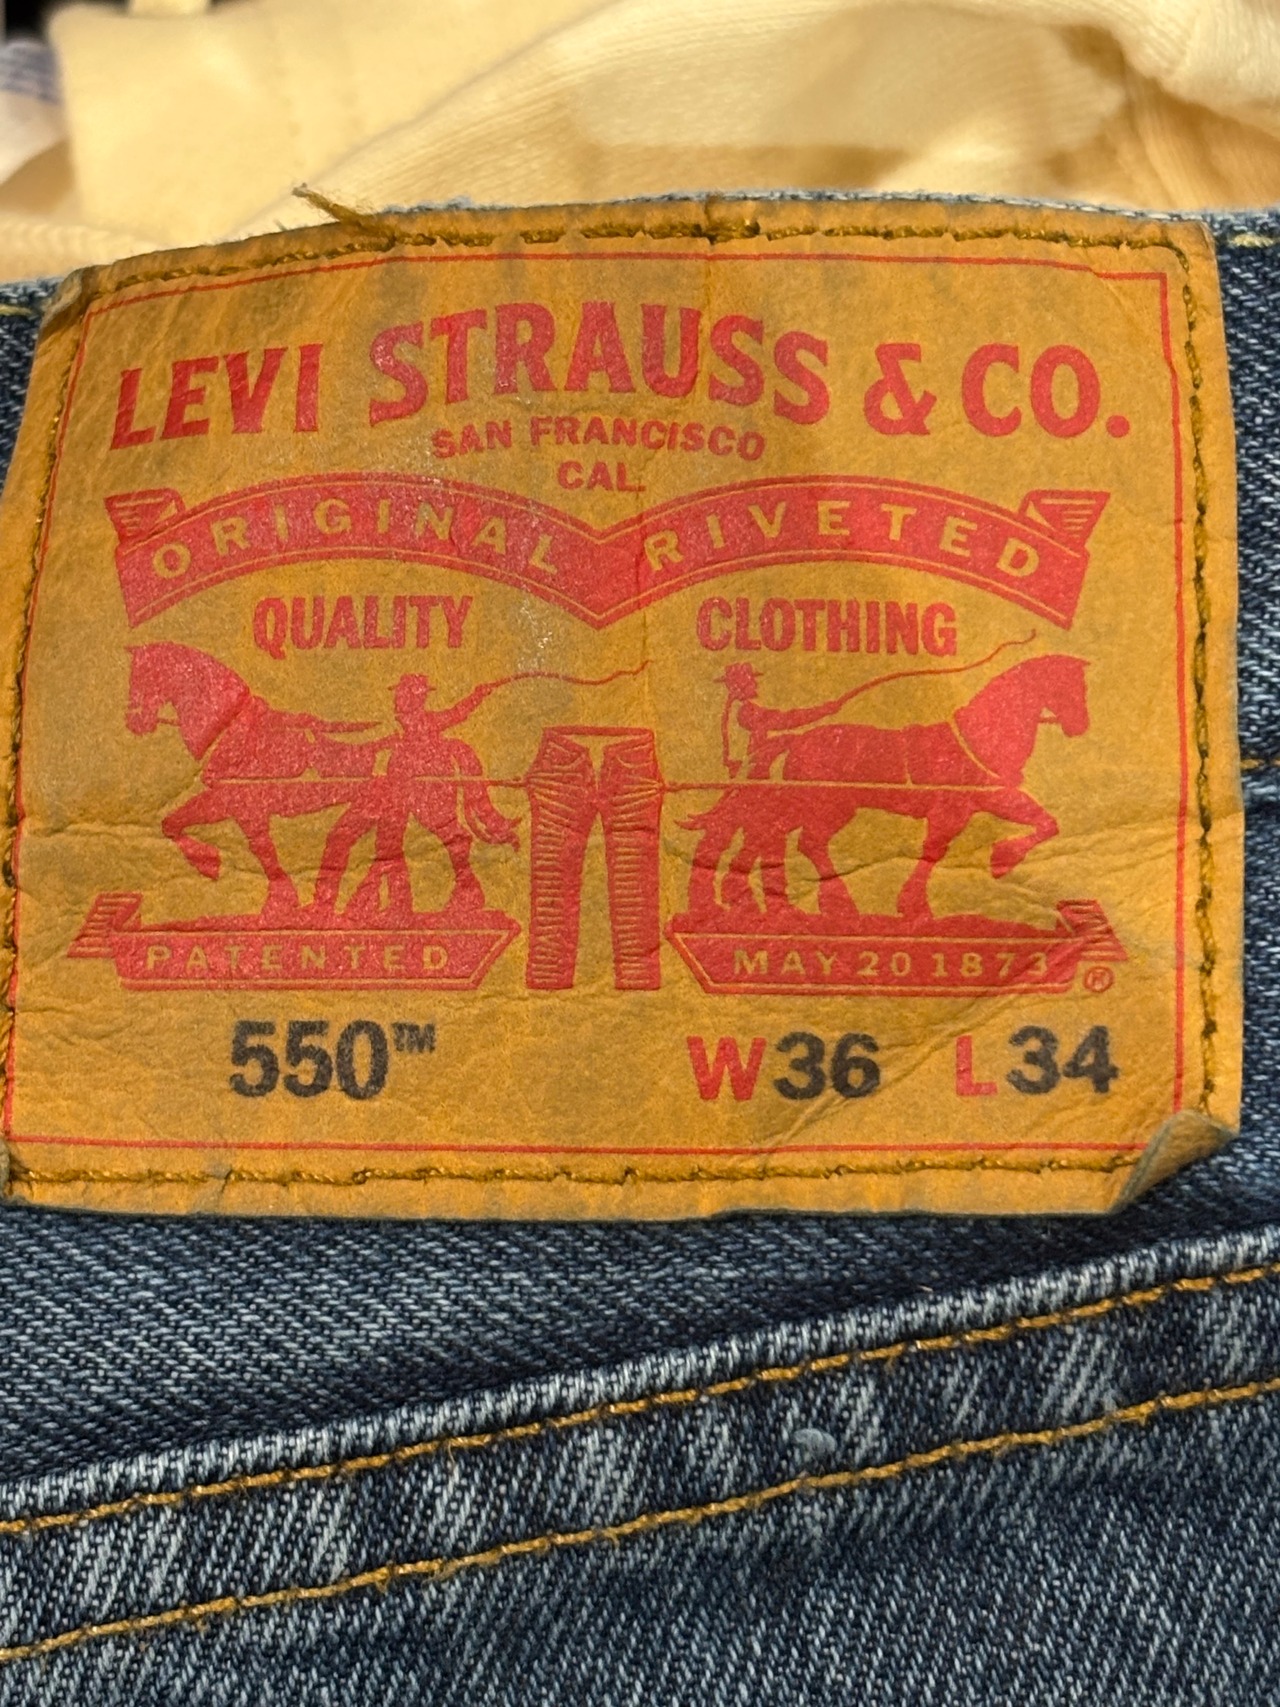 LEVI STRAUSS & CO.
SAN FRANCISCO
CAL.
ORIGINAL RIVETED
QUALITY CLOTHING
PATENTED MAY 20 1873 ®
550™ W36 L34